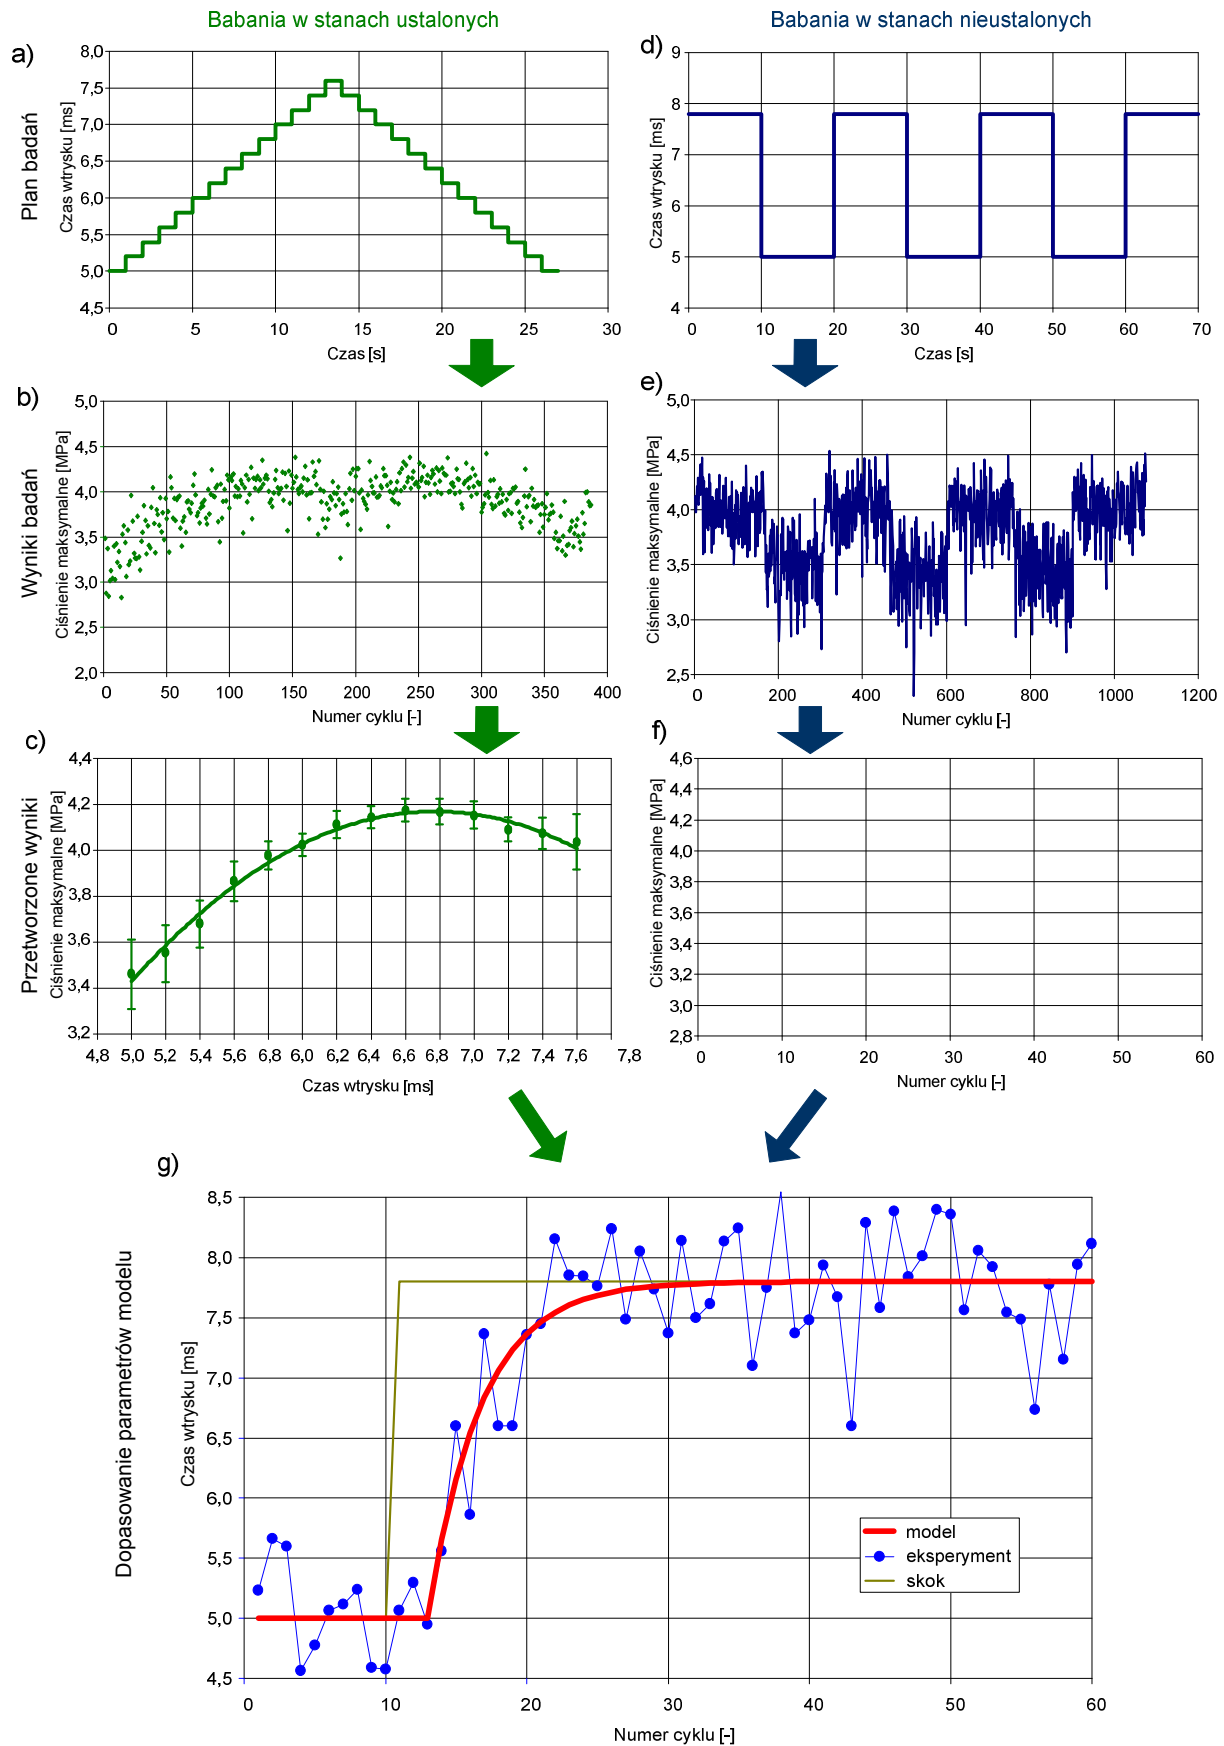 Babania w stanach ustalonych
Babania w stanach nieustalonych
a)
Plan badań
Czas wtrysku [ms]
8,0
7,5
7,0
6,5
6,0
5,5
5,0
4,5
0 5 10 15 20 25 30
Czas [s]
d)
Czas wtrysku [ms]
9
8
7
6
5
4
0 10 20 30 40 50 60 70
Czas [s]
b)
Wyniki badań
Ciśnienie maksymalne [MPa]
5,0
4,5
4,0
3,5
3,0
2,5
2,0
0 50 100 150 200 250 300 350 400
Numer cyklu [-]
e)
Ciśnienie maksymalne [MPa]
5,0
4,5
4,0
3,5
3,0
2,5
0 200 400 600 800 1000 1200
Numer cyklu [-]
c)
Przetworzone wyniki
Ciśnienie maksymalne [MPa]
4,4
4,2
4,0
3,8
3,6
3,4
3,2
4,8 5,0 5,2 5,4 5,6 5,8 6,0 6,2 6,4 6,6 6,8 7,0 7,2 7,4 7,6 7,8
Czas wtrysku [ms]
f)
Ciśnienie maksymalne [MPa]
4,6
4,4
4,2
4,0
3,8
3,6
3,4
3,2
3,0
2,8
0 10 20 30 40 50 60
Numer cyklu [-]
g)
Dopasowanie parametrów modelu
Czas wtrysku [ms]
8,5
8,0
7,5
7,0
6,5
6,0
5,5
5,0
4,5
0 10 20 30 40 50 60
Numer cyklu [-]
model
eksperyment
skok